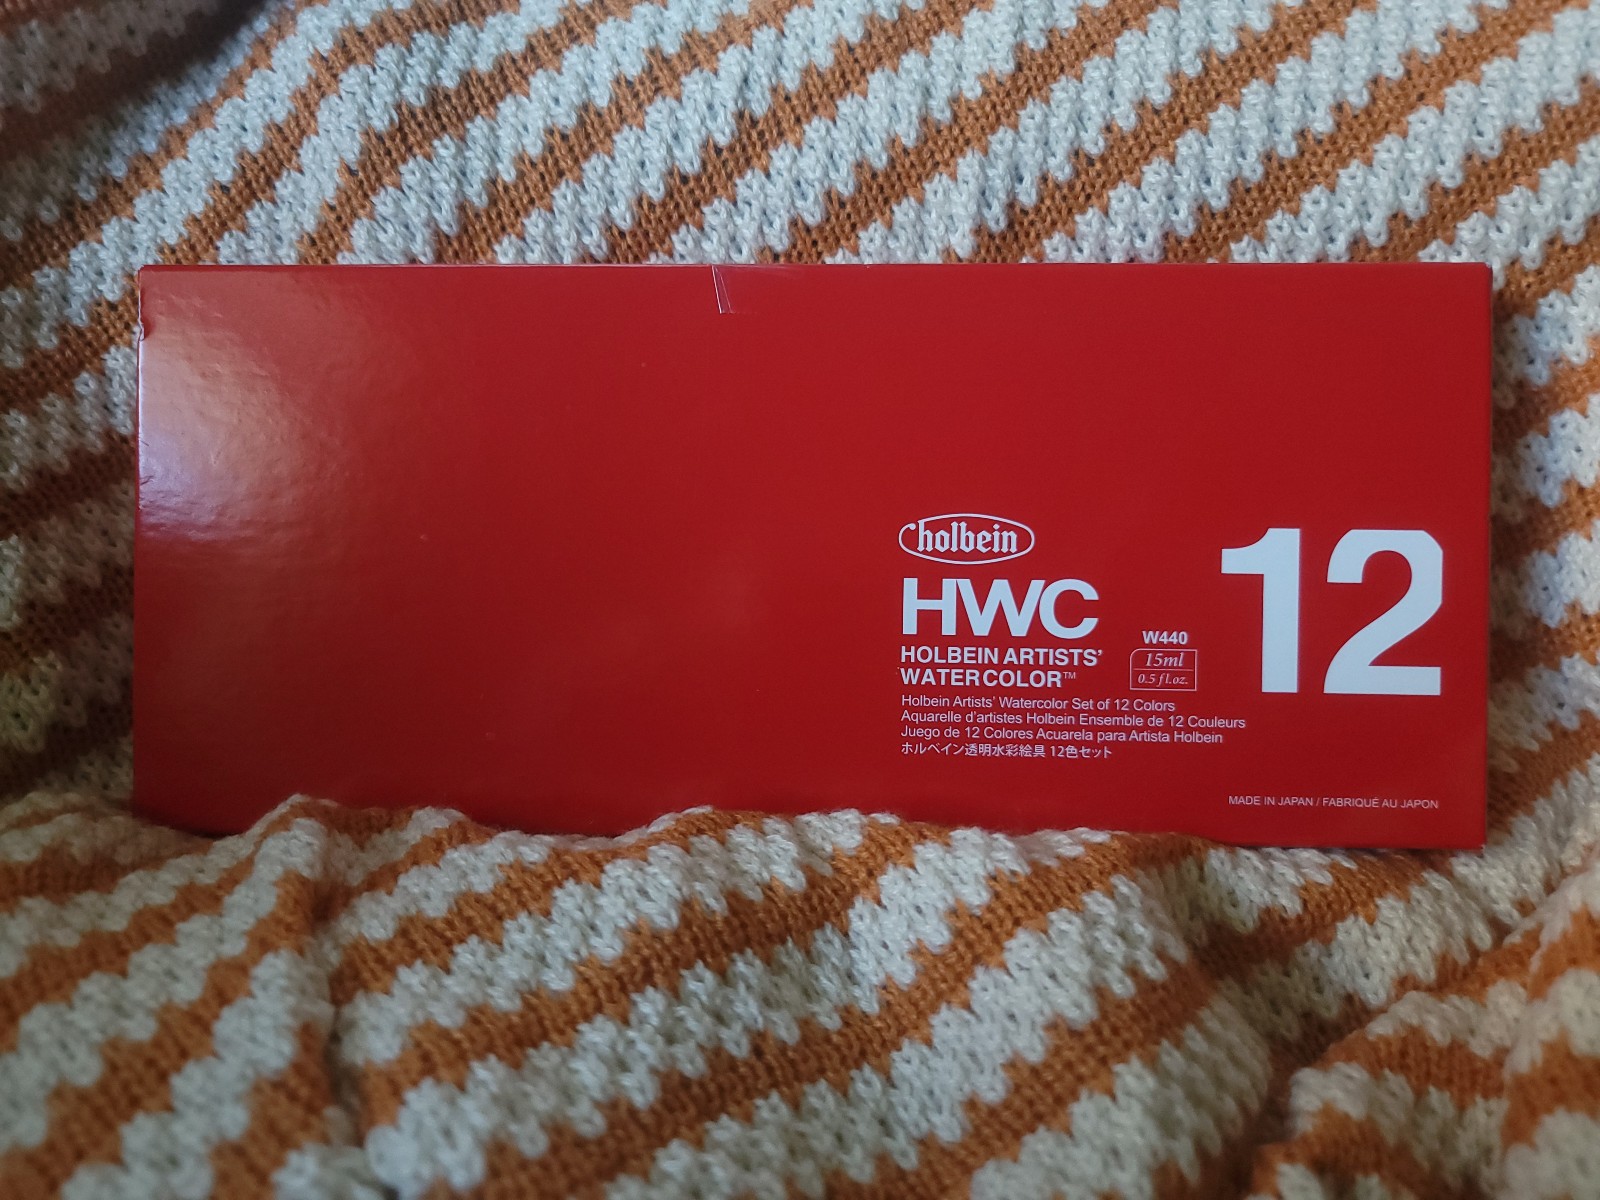 holbein
HWC
12
W440
15ml
0.5 fl.oz.
HOLBEIN ARTISTS'
WATERCOLOR™
Holbein Artists' Watercolor Set of 12 Colors
Aquarelle d'artistes Holbein Ensemble de 12 Couleurs
Juego de 12 Colores Acuarela para Artista Holbein
ホルベイン透明水彩絵具 12色セット
MADE IN JAPAN / FABRIQUÉ AU JAPON